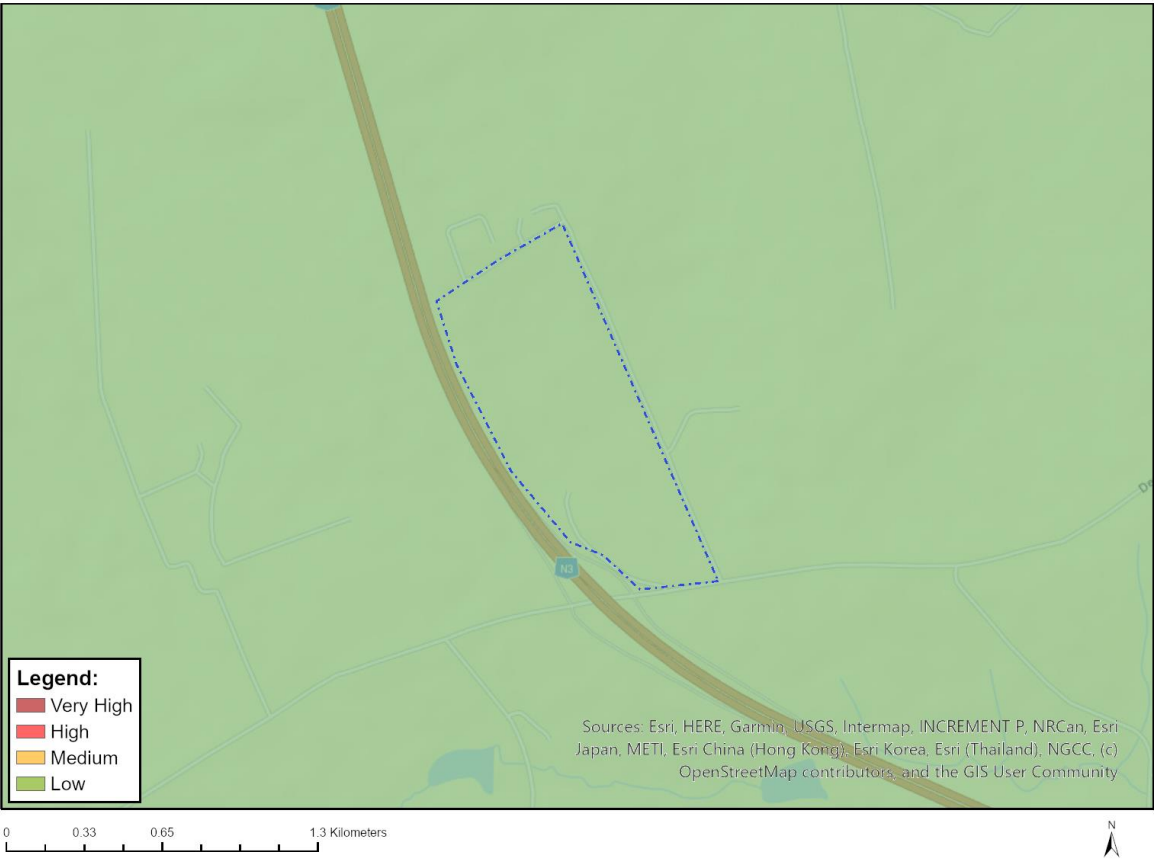 N3
De
Legend:
Very High
High
Medium
Low
Sources: Esri, HERE, Garmin, USGS, Intermap, INCREMENT P, NRCan, Esri
Japan, METI, Esri China (Hong Kong), Esri Korea, Esri (Thailand), NGCC, (c)
OpenStreetMap contributors, and the GIS User Community
0 0.33 0.65 1.3 Kilometers
N